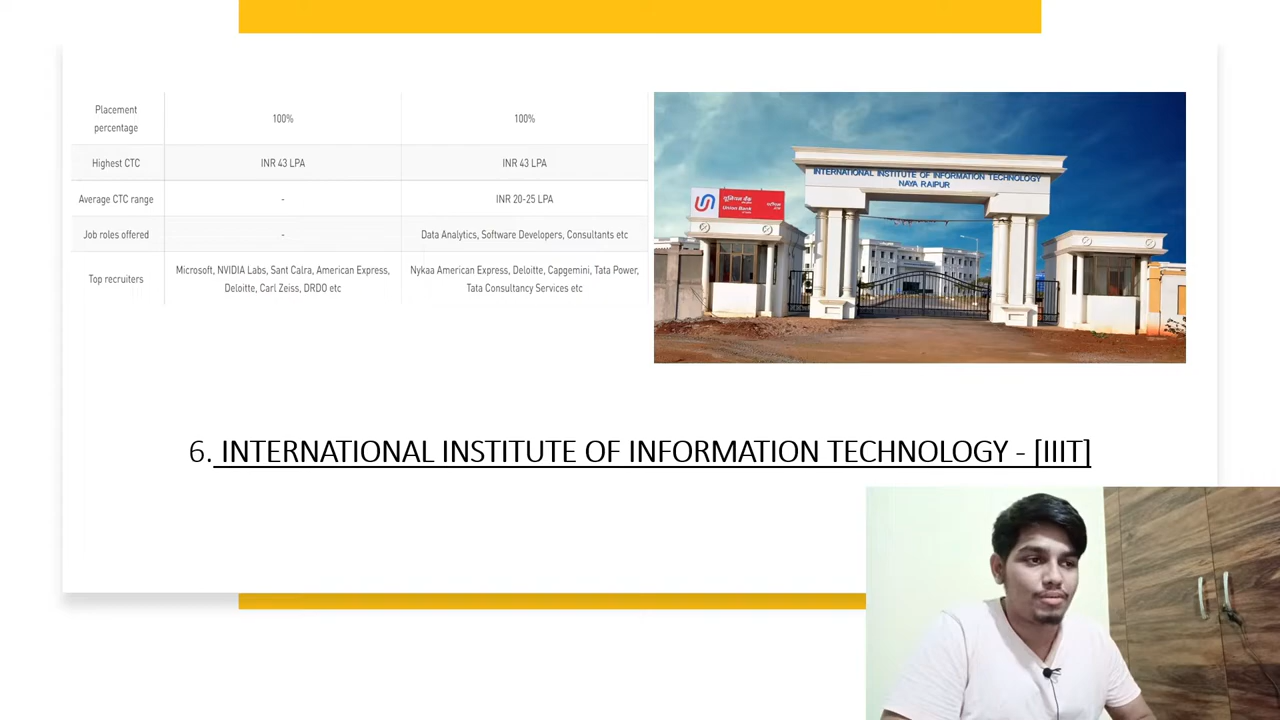 Placement
percentage
100%
100%
Highest CTC
INR 43 LPA
INR 43 LPA
Average CTC range
-
INR 20-25 LPA
Job roles offered
-
Data Analytics, Software Developers, Consultants etc
Top recruiters
Microsoft, NVIDIA Labs, Sant Calra, American Express,
Deloitte, Carl Zeiss, DRDO etc
Nykaa American Express, Deloitte, Capgemini, Tata Power,
Tata Consultancy Services etc
INTERNATIONAL INSTITUTE OF INFORMATION TECHNOLOGY
NAYA RAIPUR
यूनियन बैंक
Union Bank
6. INTERNATIONAL INSTITUTE OF INFORMATION TECHNOLOGY - [IIIT]